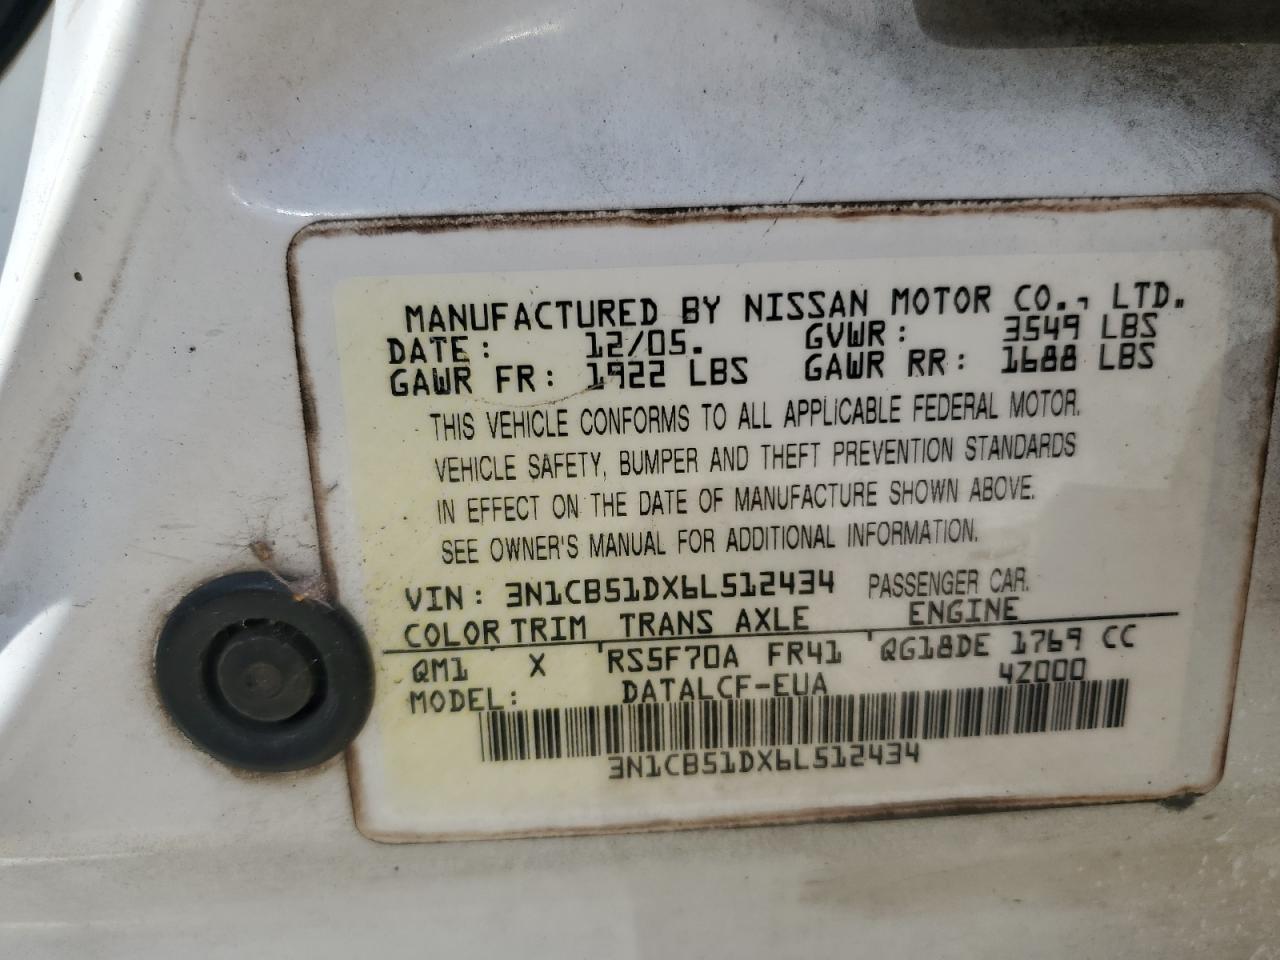 MANUFACTURED BY NISSAN MOTOR CO., LTD.
DATE: 12/05. GVWR: 3549 LBS
GAWR FR: 1922 LBS GAWR RR: 1688 LBS
THIS VEHICLE CONFORMS TO ALL APPLICABLE FEDERAL MOTOR.
VEHICLE SAFETY, BUMPER AND THEFT PREVENTION STANDARDS
IN EFFECT ON THE DATE OF MANUFACTURE SHOWN ABOVE.
SEE OWNER'S MANUAL FOR ADDITIONAL INFORMATION.
VIN: 3N1CB51DX6L512434 PASSENGER CAR.
COLOR TRIM TRANS AXLE ENGINE
QM1 X RS5F70A FR41 QG18DE 1769 CC
MODEL: DATALCF-EUA 4Z000
3N1CB51DX6L512434